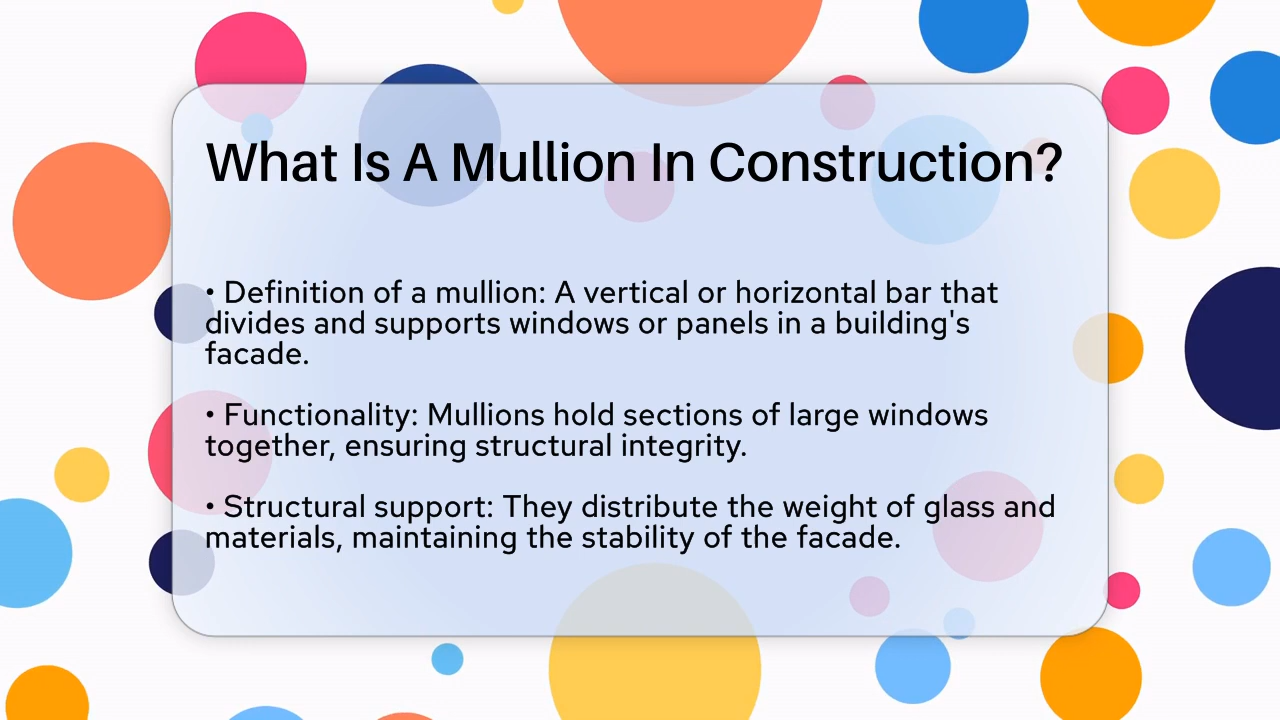 What Is A Mullion In Construction?
• Definition of a mullion: A vertical or horizontal bar that
divides and supports windows or panels in a building's
facade.
• Functionality: Mullions hold sections of large windows
together, ensuring structural integrity.
• Structural support: They distribute the weight of glass and
materials, maintaining the stability of the facade.